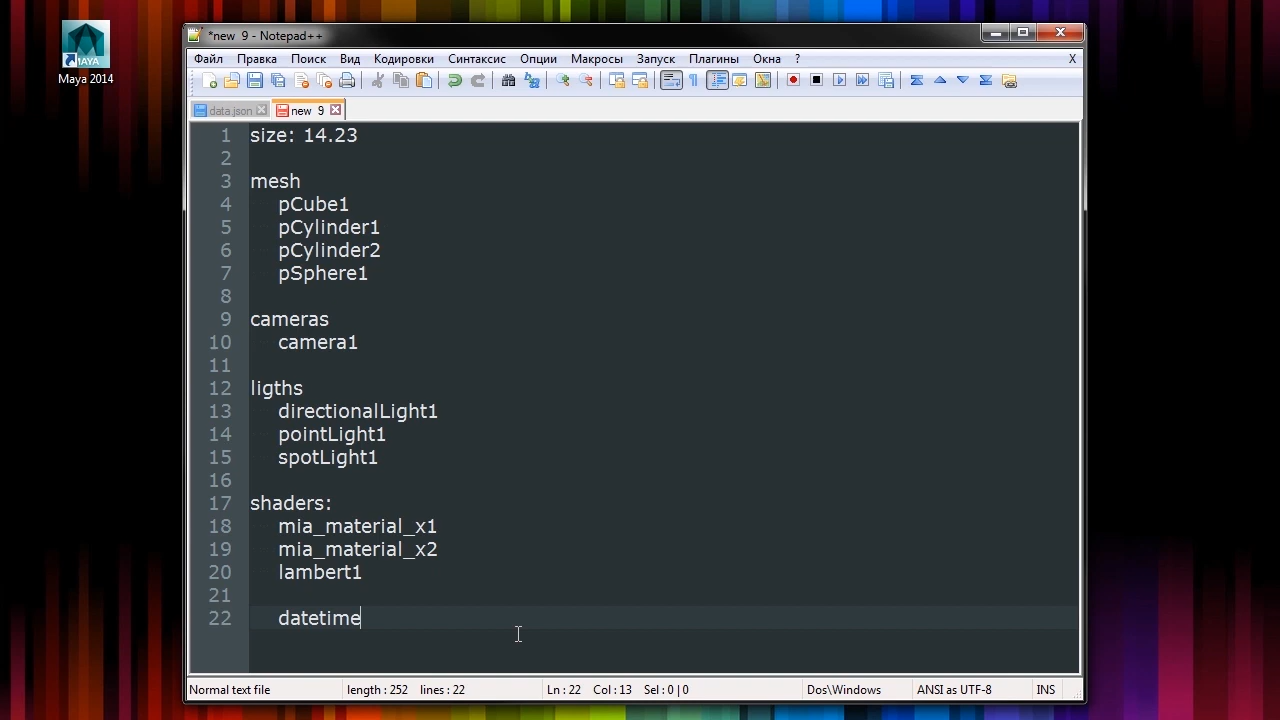 MAYA
Maya 2014
*new 9 - Notepad++
Файл Правка Поиск Вид Кодировки Синтаксис Опции Макросы Запуск Плагины Окна ? X
data.json new 9
1 size: 14.23
2
3 mesh
4 pCube1
5 pCylinder1
6 pCylinder2
7 pSphere1
8
9 cameras
10 camera1
11
12 ligths
13 directionalLight1
14 pointLight1
15 spotLight1
16
17 shaders:
18 mia_material_x1
19 mia_material_x2
20 lambert1
21
22 datetime
Normal text file length : 252 lines : 22 Ln : 22 Col : 13 Sel : 0 | 0 Dos\Windows ANSI as UTF-8 INS